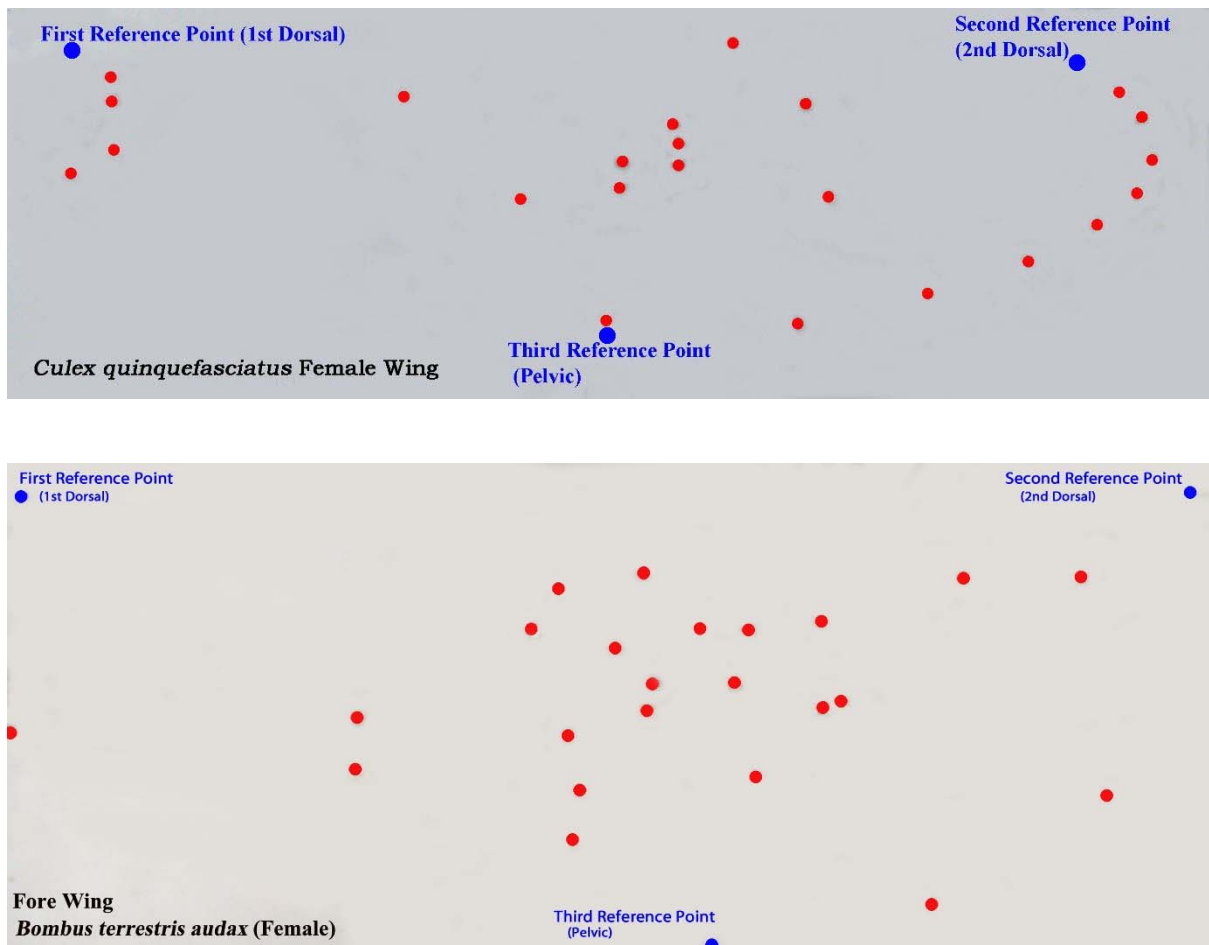 First Reference Point (1st Dorsal)
Second Reference Point
(2nd Dorsal)
Third Reference Point
(Pelvic)
Culex quinquefasciatus Female Wing
First Reference Point
(1st Dorsal)
Second Reference Point
(2nd Dorsal)
Fore Wing
Bombus terrestris audax (Female)
Third Reference Point
(Pelvic)